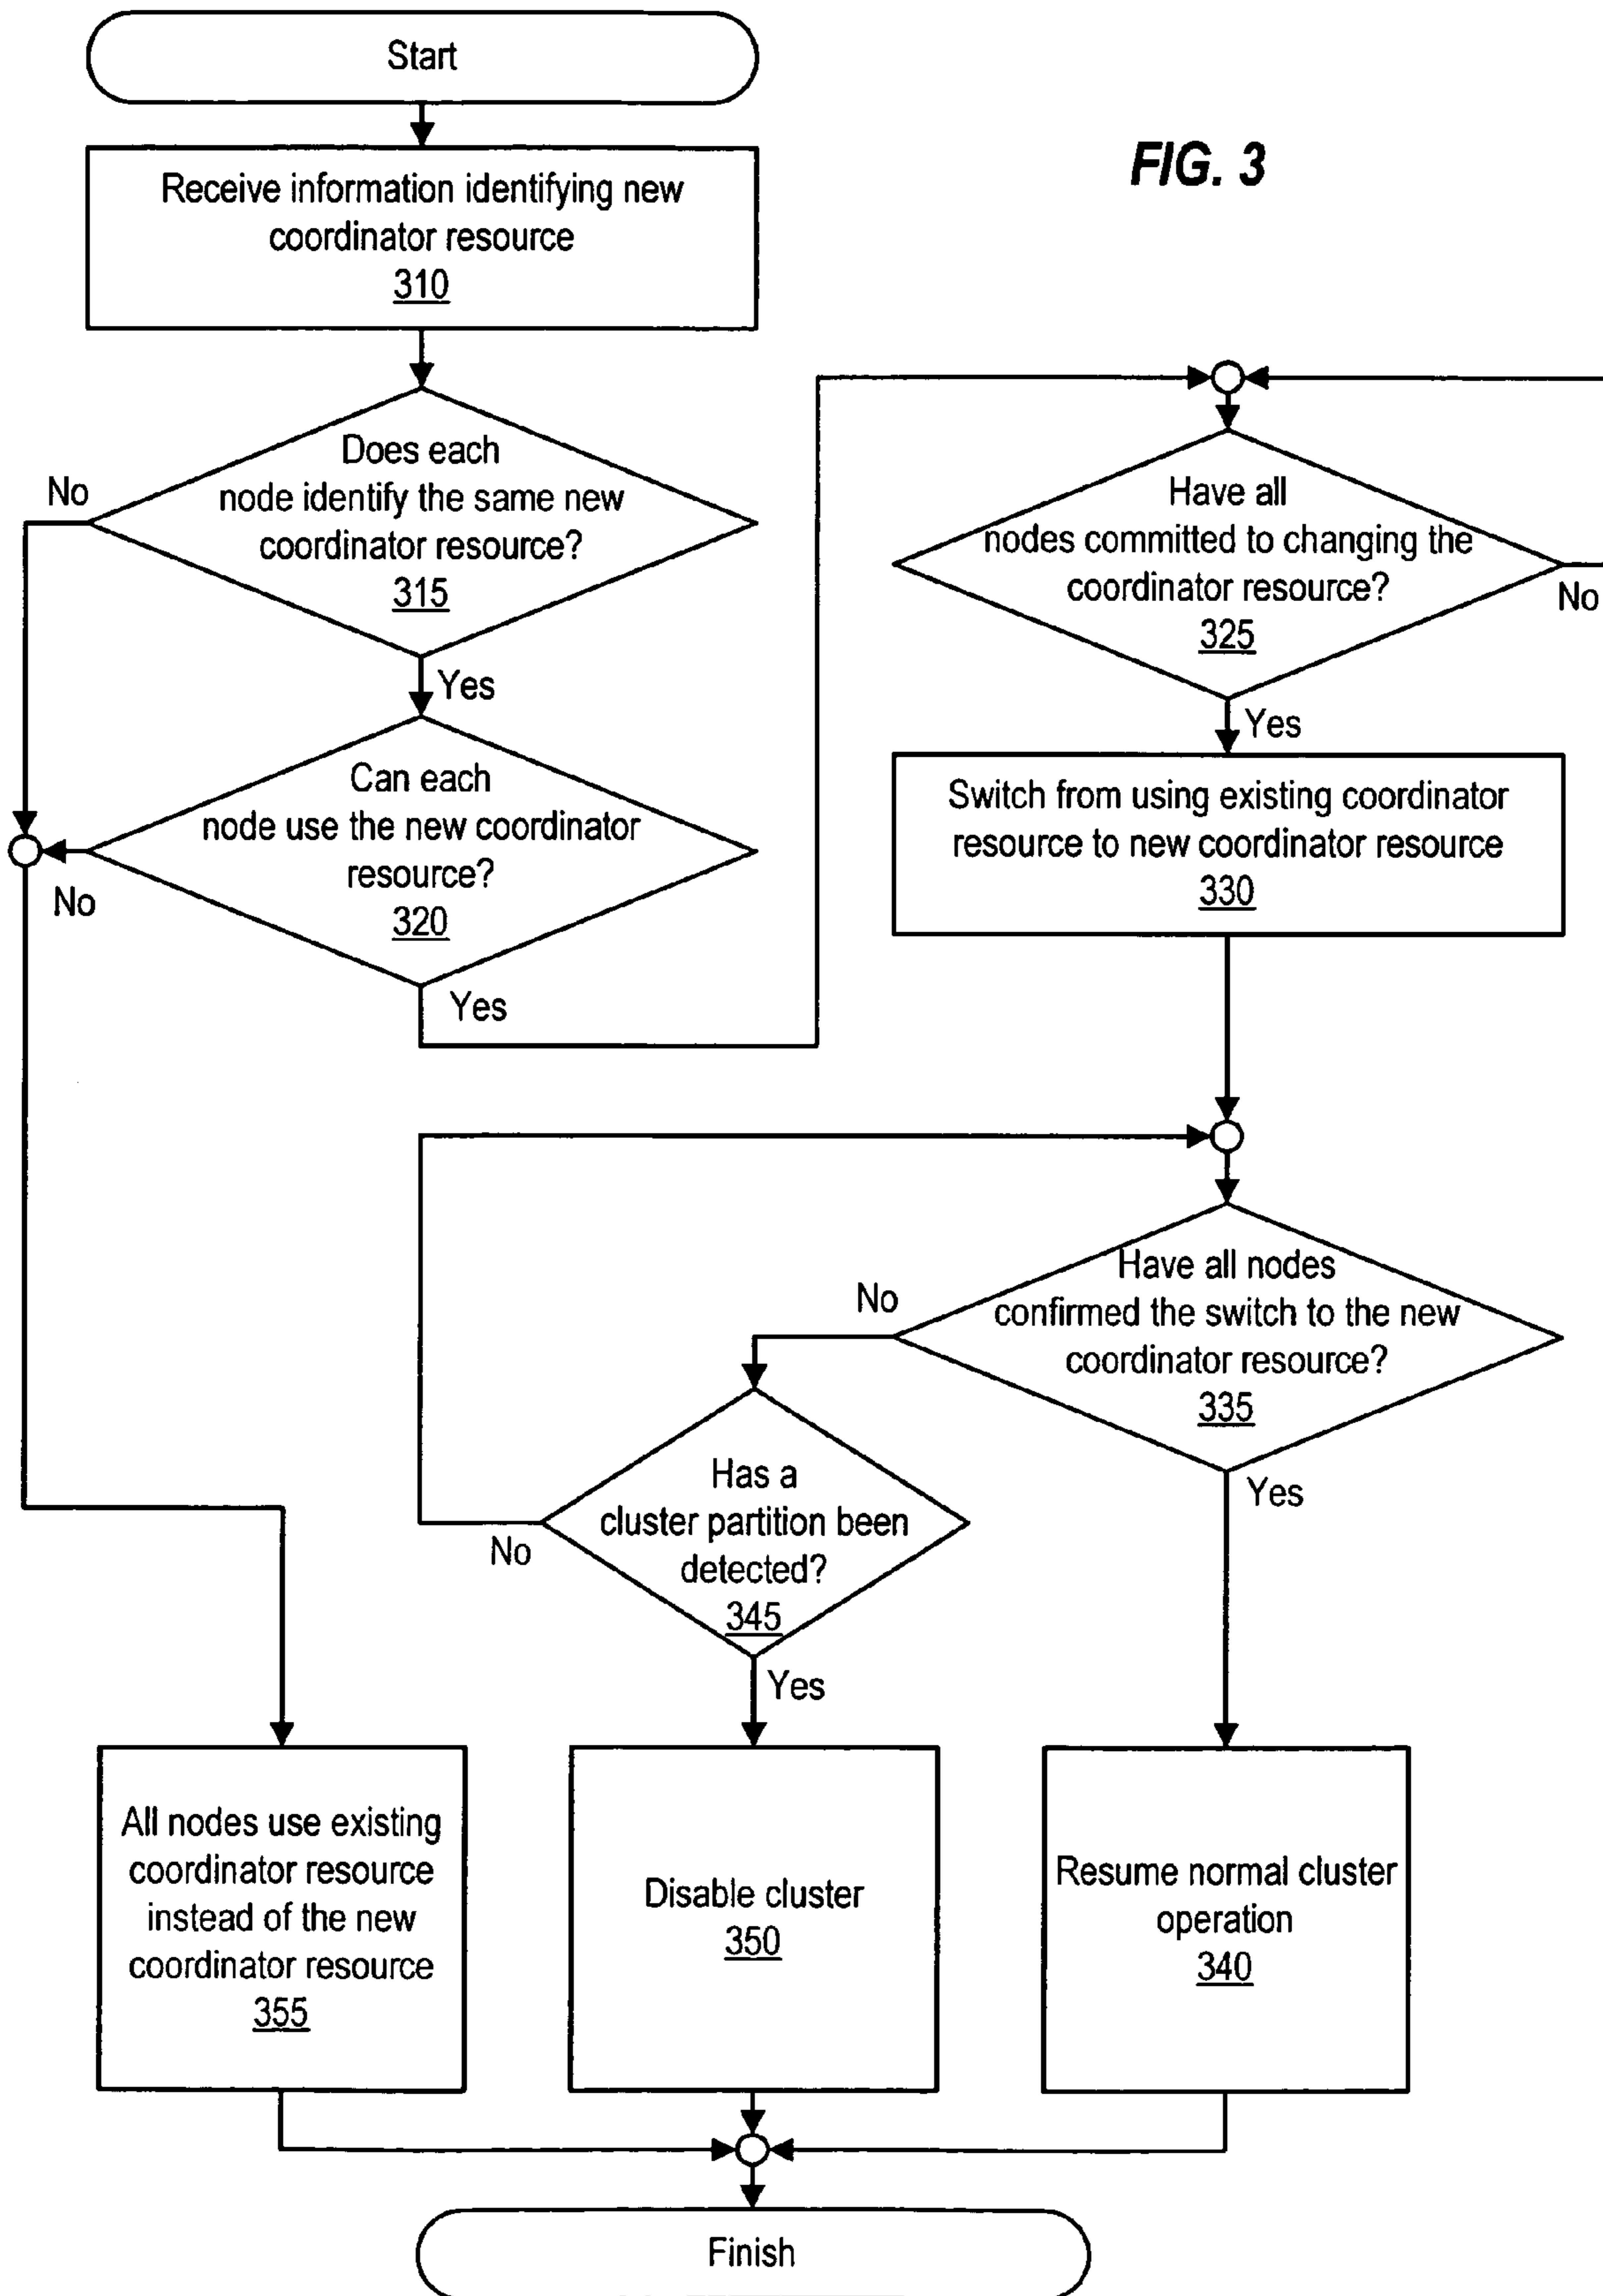 Start
FIG. 3
Receive information identifying new
coordinator resource
310
Does each
node identify the same new
coordinator resource?
315
No
Yes
Can each
node use the new coordinator
resource?
320
No
Yes
Have all
nodes committed to changing the
coordinator resource?
325
No
Yes
Switch from using existing coordinator
resource to new coordinator resource
330
Have all nodes
confirmed the switch to the new
coordinator resource?
335
No
Yes
Has a
cluster partition been
detected?
345
No
Yes
All nodes use existing
coordinator resource
instead of the new
coordinator resource
355
Disable cluster
350
Resume normal cluster
operation
340
Finish